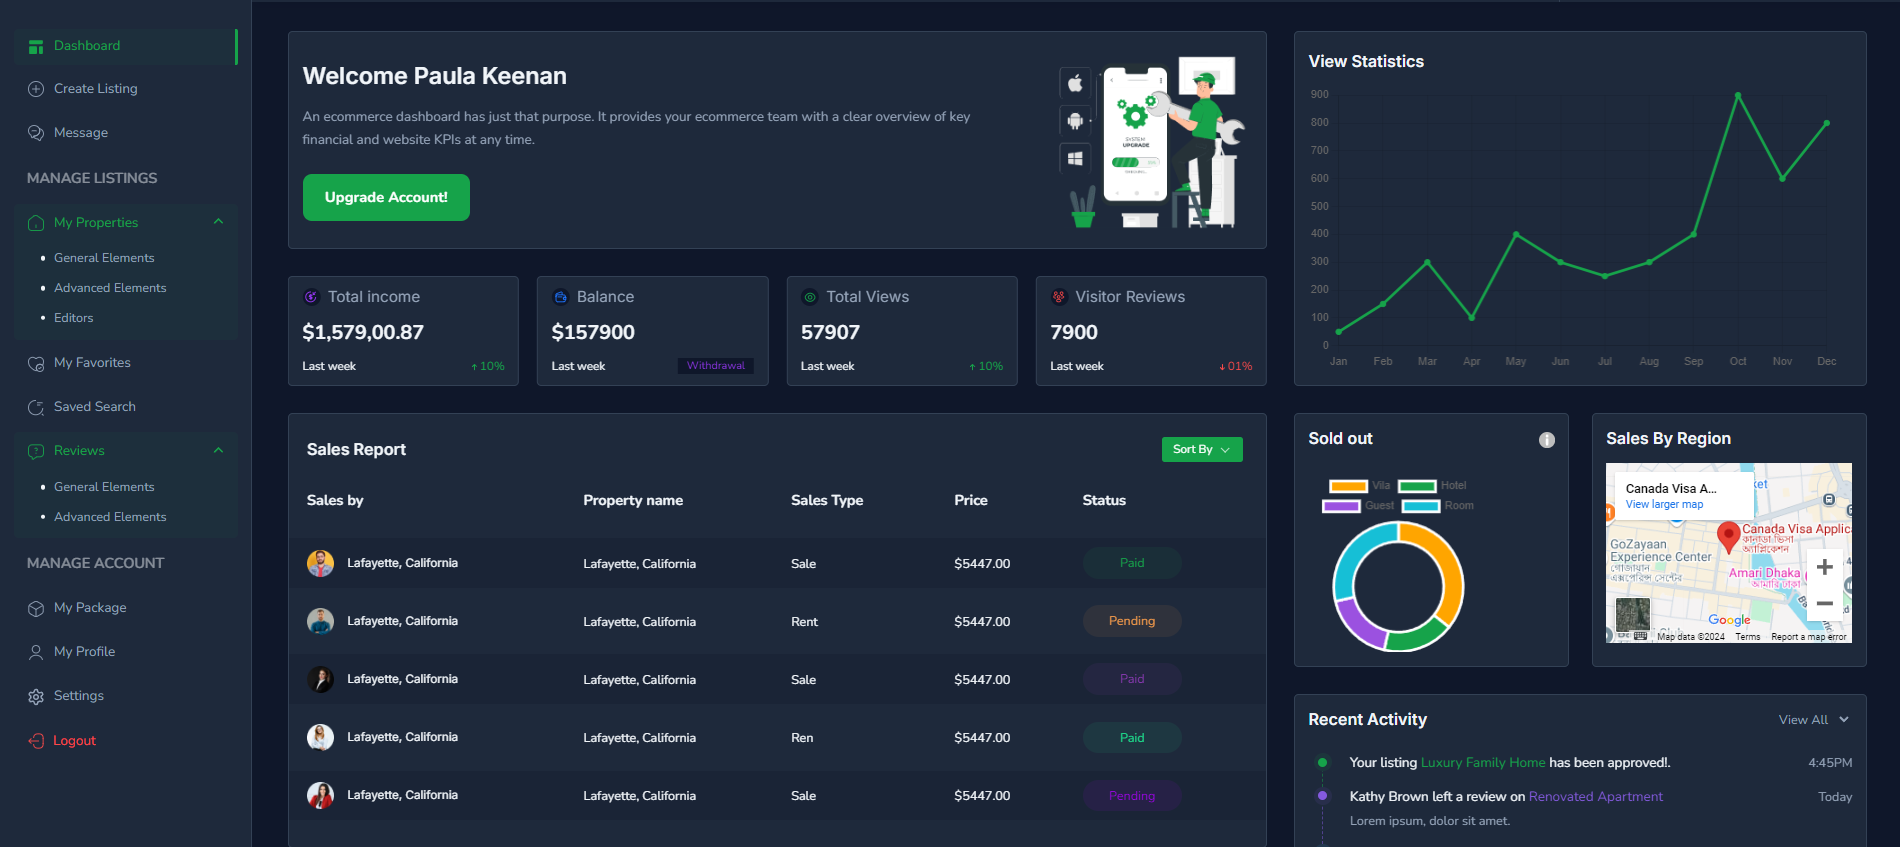 Dashboard
Create Listing
Message
MANAGE LISTINGS
My Properties
General Elements
Advanced Elements
Editors
My Favorites
Saved Search
Reviews
General Elements
Advanced Elements
MANAGE ACCOUNT
My Package
My Profile
Settings
Logout
Welcome Paula Keenan
An ecommerce dashboard has just that purpose. It provides your ecommerce team with a clear overview of key
financial and website KPIs at any time.
Upgrade Account!
SYSTEM
UPGRADE
Total income
$1,579,00.87
Last week
10%
Balance
$157900
Last week
Withdrawal
Total Views
57907
Last week
10%
Visitor Reviews
7900
Last week
01%
View Statistics
900
800
700
600
500
400
300
200
100
0
Jan Feb Mar Apr May Jun Jul Aug Sep Oct Nov Dec
Sales Report
Sort By
Sales by Property name Sales Type Price Status
Lafayette, California Lafayette, California Sale $5447.00 Paid
Lafayette, California Lafayette, California Rent $5447.00 Pending
Lafayette, California Lafayette, California Sale $5447.00 Paid
Lafayette, California Lafayette, California Ren $5447.00 Paid
Lafayette, California Lafayette, California Sale $5447.00 Pending
Sold out
Vila Hotel
Guest Room
Sales By Region
Canada Visa A...
View larger map
ket
Canada Visa Applic
কানাডা ভিসা
GoZayaan
Experience Center
গোজায়ান
এক্সপেরিন্স সেন্টার
Amari Dhaka
আমারি ঢাকা
Google
Map data ©2024 Terms Report a map error
Recent Activity
View All
Your listing Luxury Family Home has been approved!.
4:45PM
Kathy Brown left a review on Renovated Apartment
Today
Lorem ipsum, dolor sit amet.